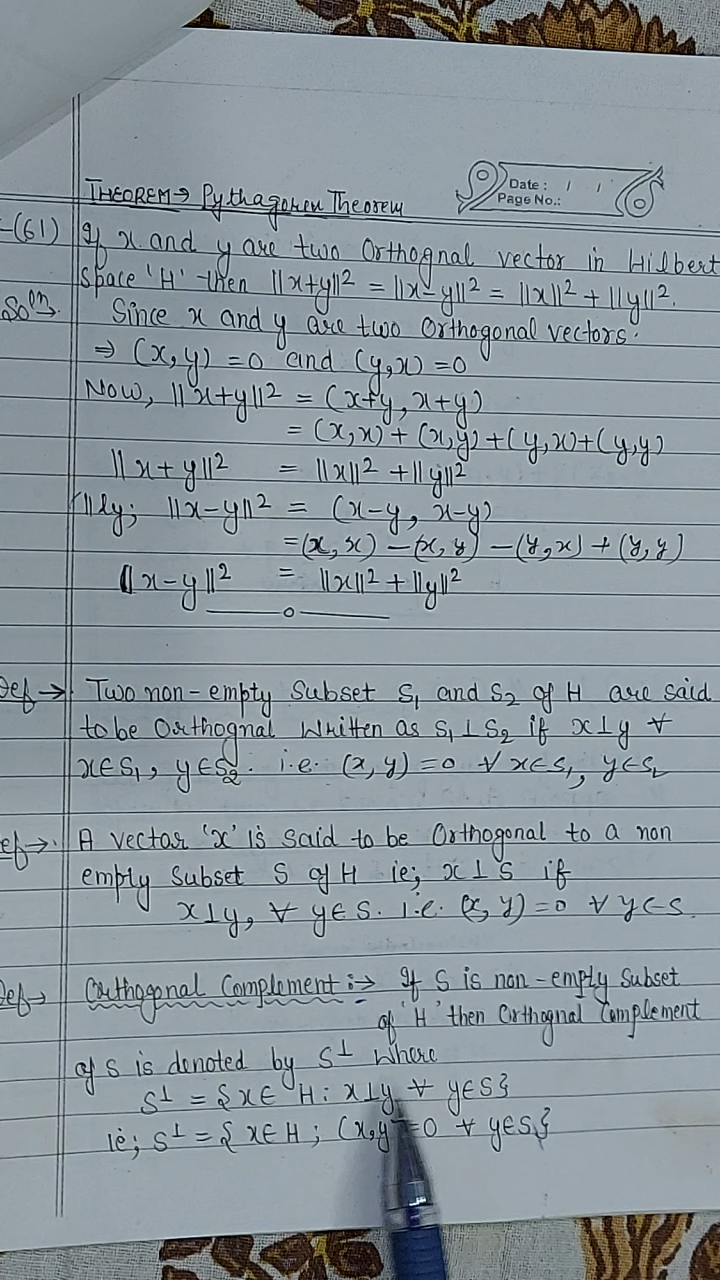 THEOREM → Pythagoren Theorem
Date : / /
Page No.:
(61) If x and y are two Orthognal vector in Hilbert
space 'H' then ||x+y||² = ||x-y||² = ||x||² + ||y||².
Solⁿ. Since x and y are two Orthogonal vectors.
⇒ (x, y) = 0 and (y, x) = 0
Now, ||x+y||² = (x+y, x+y)
= (x, x) + (x, y) + (y, x) + (y, y)
||x+y||² = ||x||² + ||y||²
|||ly; ||x-y||² = (x-y, x-y)
= (x, x) - (x, y) - (y, x) + (y, y)
||x-y||² = ||x||² + ||y||²
Def → Two non-empty Subset S₁ and S₂ of H are said
to be Orthognal Written as S₁ ⊥ S₂ if x⊥y ∀
x∈S₁, y∈S₂. i.e. (x, y) = 0 ∀ x∈S₁, y∈S₂
Def →. A vector 'x' is said to be Orthogonal to a non
empty subset S of H ie; x⊥S if
x⊥y, ∀ y∈S. i.e. (x, y) = 0 ∀ y∈S.
Def → Orthogonal Complement :→ If S is non-empty Subset
of 'H' then Orthognal Complement
of S is denoted by S⊥ Where
S⊥ = {x∈ H : x⊥y ∀ y∈S}
ie; S⊥ = { x∈H ; (x,y)=0 ∀ y∈S}